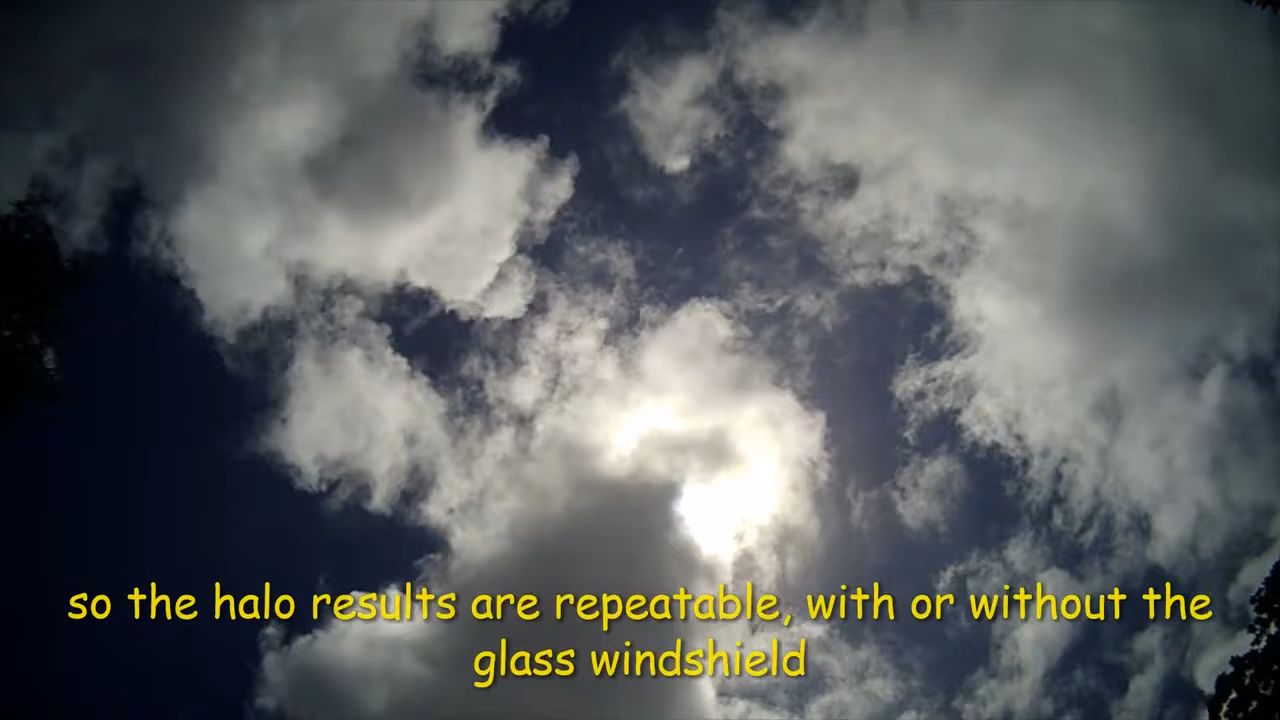 so the halo results are repeatable, with or without the
glass windshield